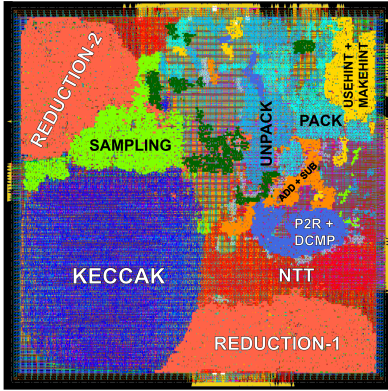 REDUCTION-2
USEHINT +
MAKEHINT
SAMPLING
UNPACK
PACK
ADD + SUB
P2R +
DCMP
KECCAK
NTT
REDUCTION-1